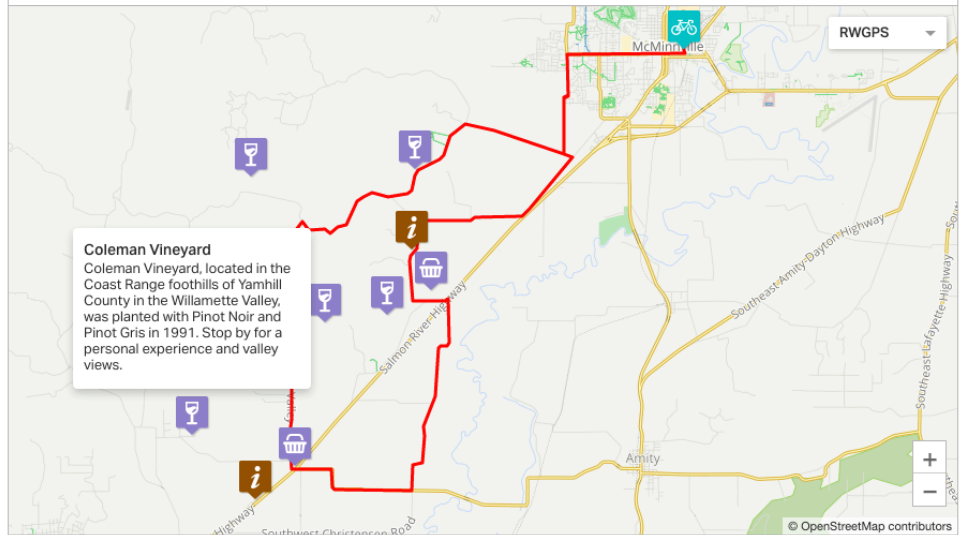 RWGPS
McMinnville
Coleman Vineyard
Coleman Vineyard, located in the
Coast Range foothills of Yamhill
County in the Willamette Valley,
was planted with Pinot Noir and
Pinot Gris in 1991. Stop by for a
personal experience and valley
views.
Salmon River Highway
Southeast Amity-Dayton Highway
Southeast Lafayette Highway
Valley
Amity
Highway
Southwest Christensen Road
+
−
© OpenStreetMap contributors